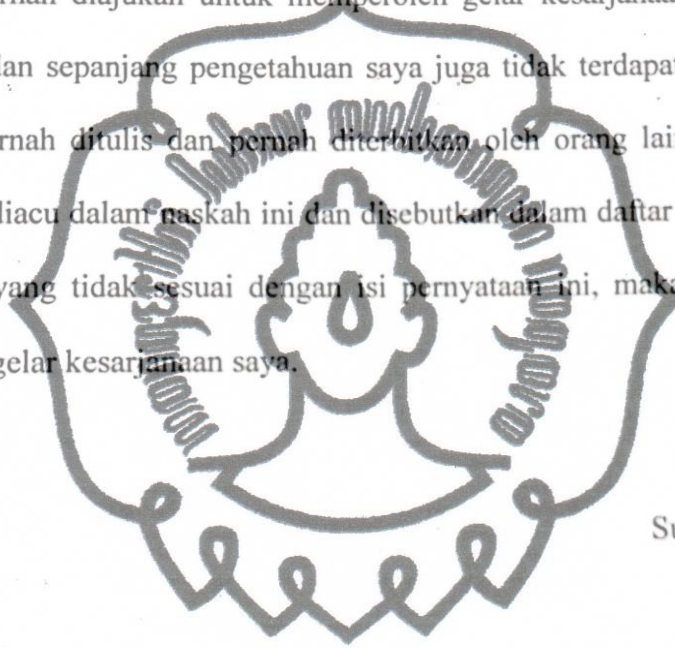 rnah diajukan untuk memperoleh gelar kesarjanaa
dan sepanjang pengetahuan saya juga tidak terdapat
rnah ditulis dan pernah diterbitkan oleh orang lai
diacu dalam naskah ini dan disebutkan dalam daftar
yang tidak sesuai dengan isi pernyataan ini, maka
gelar kesarjanaan saya.
Su